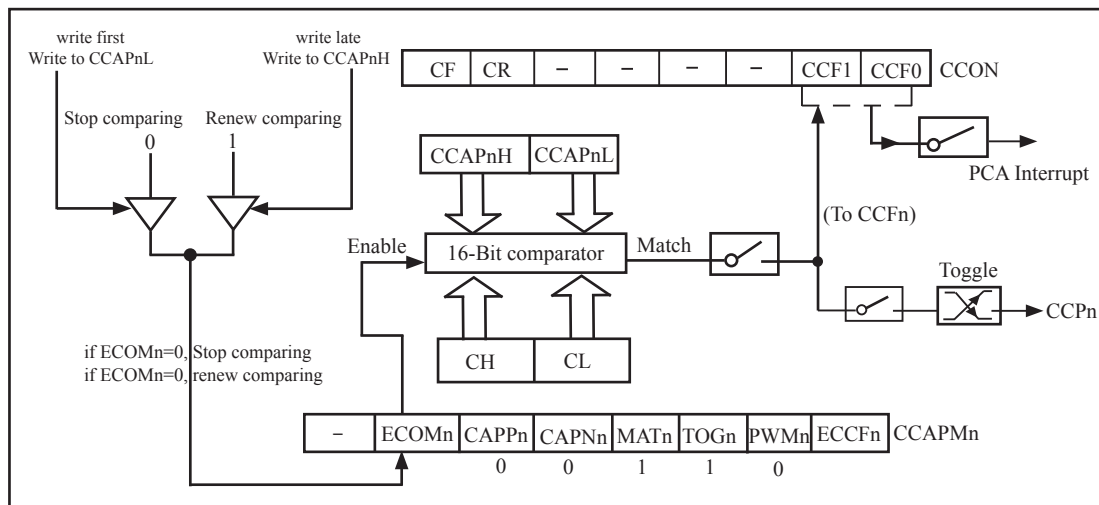 write first
Write to CCAPnL
write late
Write to CCAPnH
CF CR – – – – CCF1 CCF0 CCON
Stop comparing
0
Renew comparing
1
CCAPnH CCAPnL
PCA Interrupt
(To CCFn)
Enable
16-Bit comparator
Match
Toggle
CCPn
CH CL
if ECOMn=0, Stop comparing
if ECOMn=0, renew comparing
– ECOMn CAPPn CAPNn MATn TOGn PWMn ECCFn CCAPMn
0 0 1 1 0